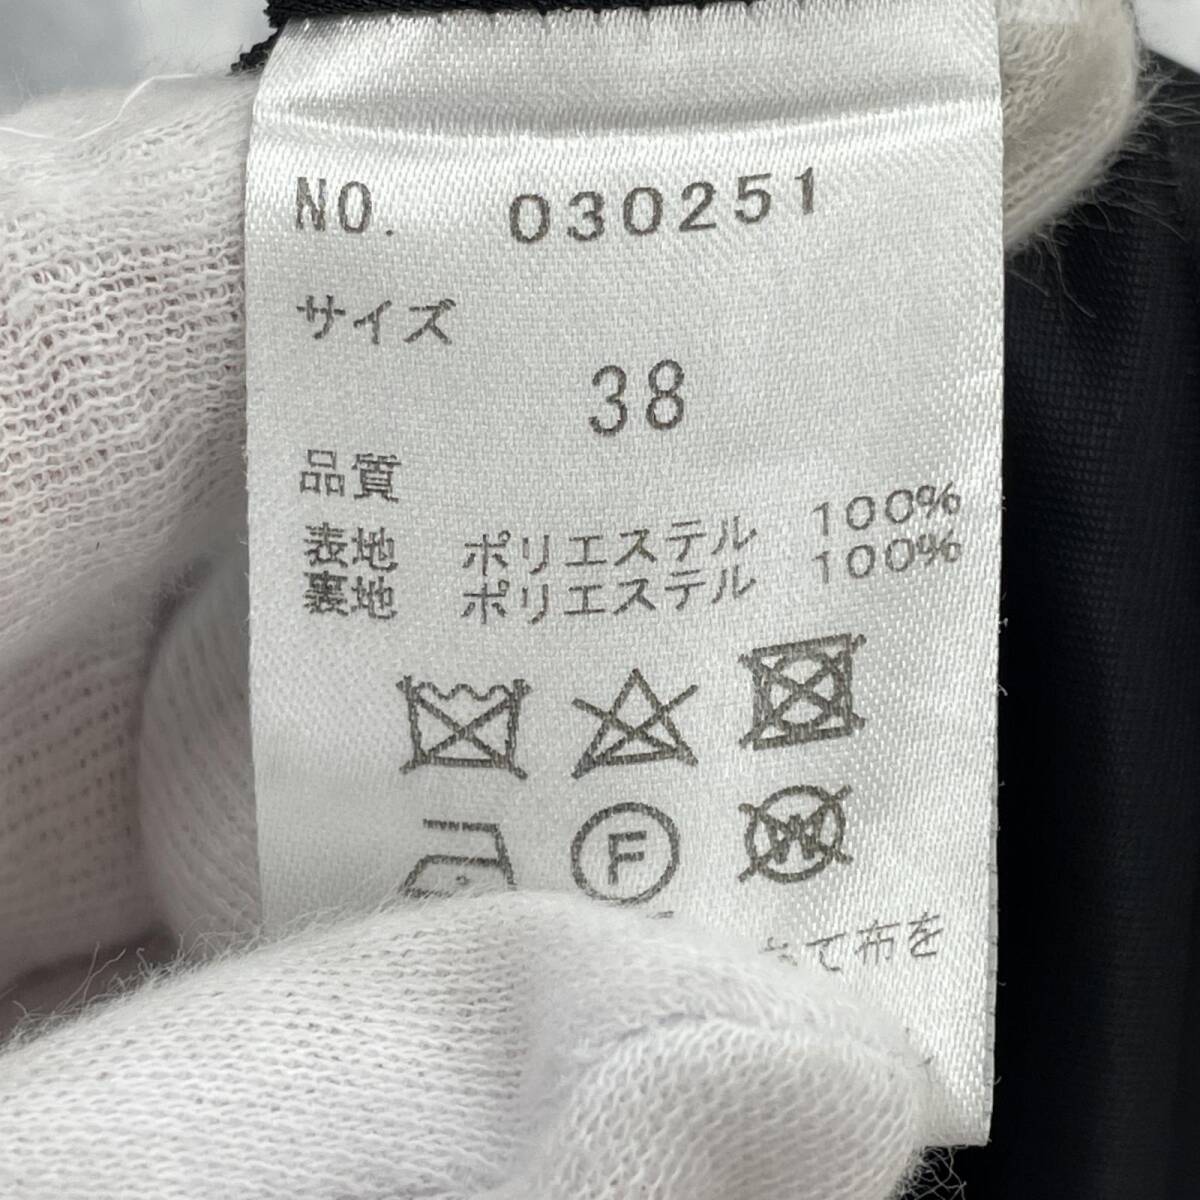 NO. 030251
サイズ
38
品質
表地 ポリエステル 100%
裏地 ポリエステル 100%
F
W
て布を